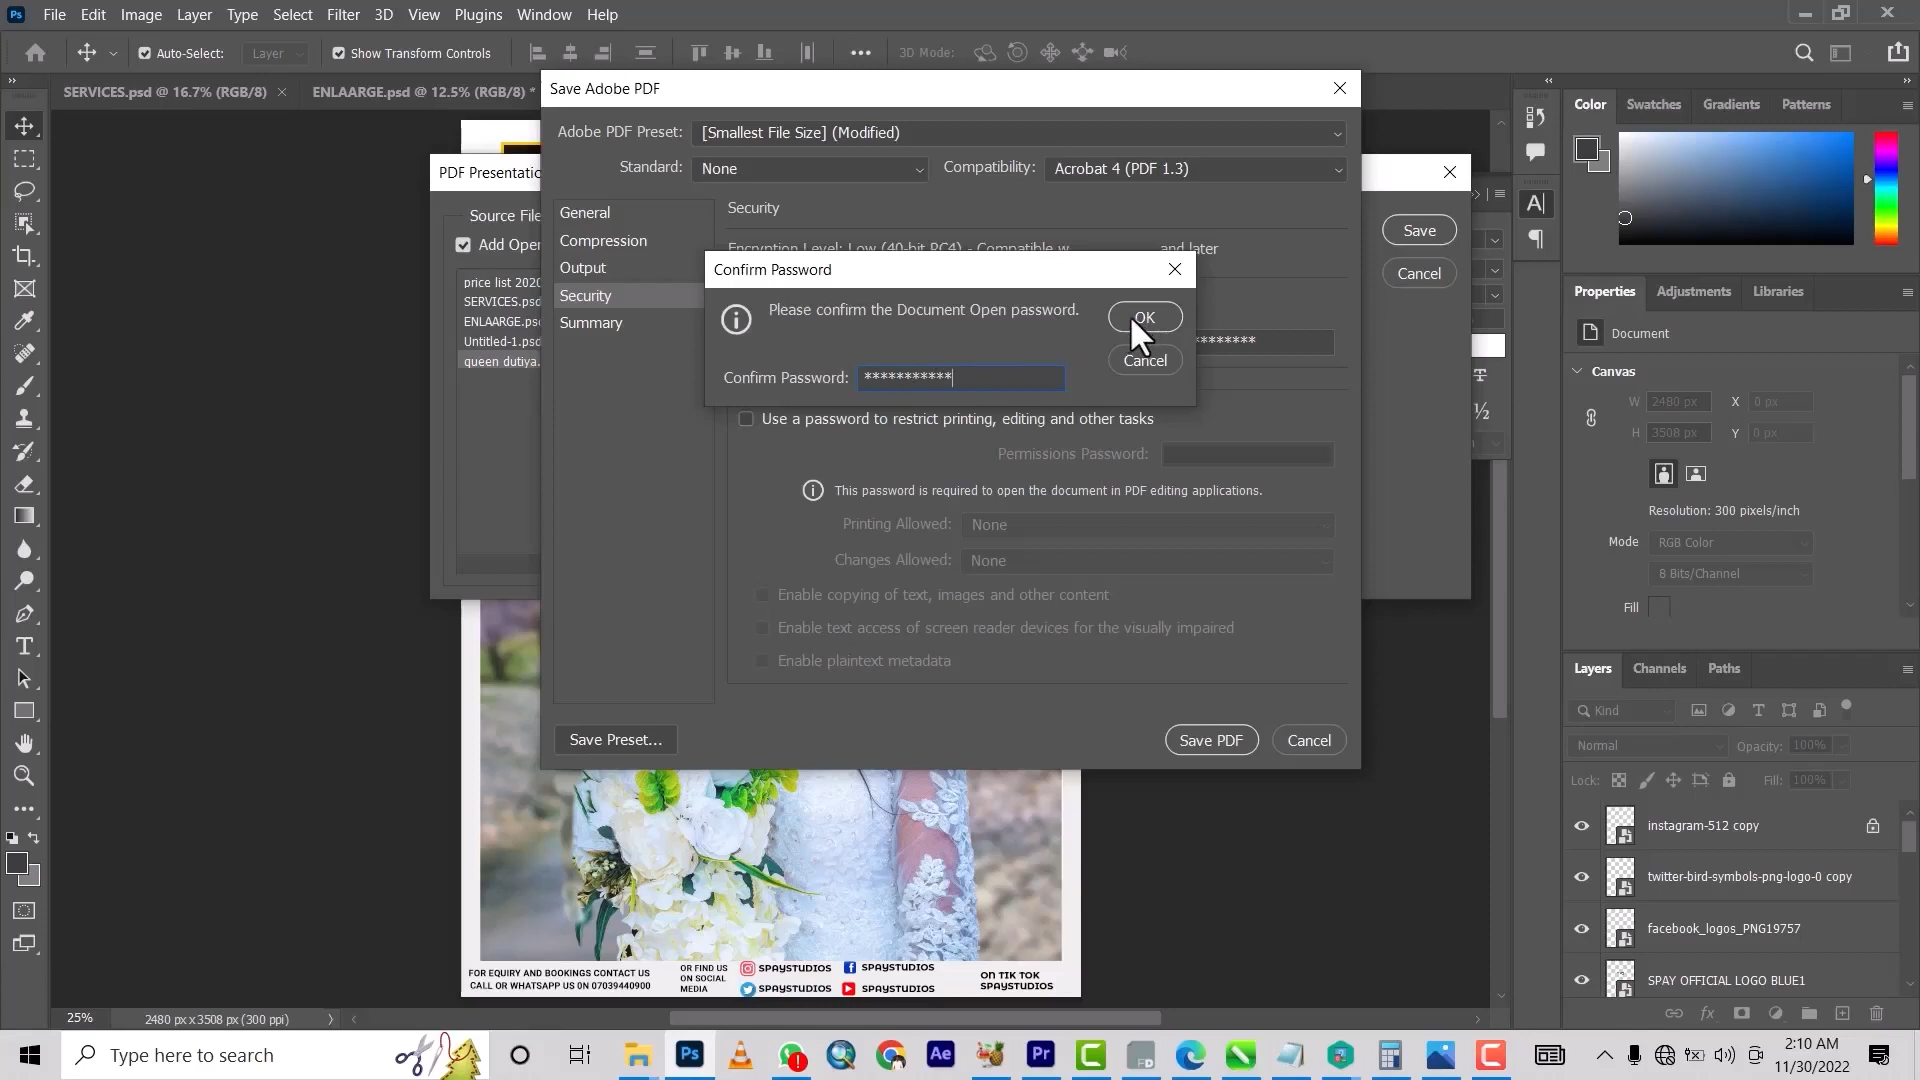 Ps File Edit Image Layer Type Select Filter 3D View Plugins Window Help
Auto-Select: Layer Show Transform Controls 3D Mode:
SERVICES.psd @ 16.7% (RGB/8) ENLAARGE.psd @ 12.5% (RGB/8) *
Save Adobe PDF
Adobe PDF Preset: [Smallest File Size] (Modified)
Standard: None Compatibility: Acrobat 4 (PDF 1.3)
PDF Presentatio
Source File
Add Open
price list 2020
SERVICES.psd
ENLAARGE.psd
Untitled-1.psd
queen dutiya.
General
Compression
Output
Security
Summary
Security
Encryption Level: Low (40-bit RC4) - Compatible w and later
Confirm Password
Please confirm the Document Open password.
OK
Cancel
Confirm Password: ***********
*********
Use a password to restrict printing, editing and other tasks
Permissions Password:
This password is required to open the document in PDF editing applications.
Printing Allowed: None
Changes Allowed: None
Enable copying of text, images and other content
Enable text access of screen reader devices for the visually impaired
Enable plaintext metadata
Save Preset... Save PDF Cancel
Save
Cancel
FOR EQUIRY AND BOOKINGS CONTACT US
CALL OR WHATSAPP US ON 07039440900
OR FIND US
ON SOCIAL
MEDIA
SPAYSTUDIOS SPAYSTUDIOS
SPAYSTUDIOS SPAYSTUDIOS
ON TIK TOK
SPAYSTUDIOS
25% 2480 px x 3508 px (300 ppi)
Color Swatches Gradients Patterns
Properties Adjustments Libraries
Document
Canvas
W 2480 px X 0 px
H 3508 px Y 0 px
Resolution: 300 pixels/inch
Mode RGB Color
8 Bits/Channel
Fill
Layers Channels Paths
Kind
Normal Opacity: 100%
Lock: Fill: 100%
instagram-512 copy
twitter-bird-symbols-png-logo-0 copy
facebook_logos_PNG19757
SPAY OFFICIAL LOGO BLUE1
Type here to search
Ps Ae Pr
2:10 AM
11/30/2022